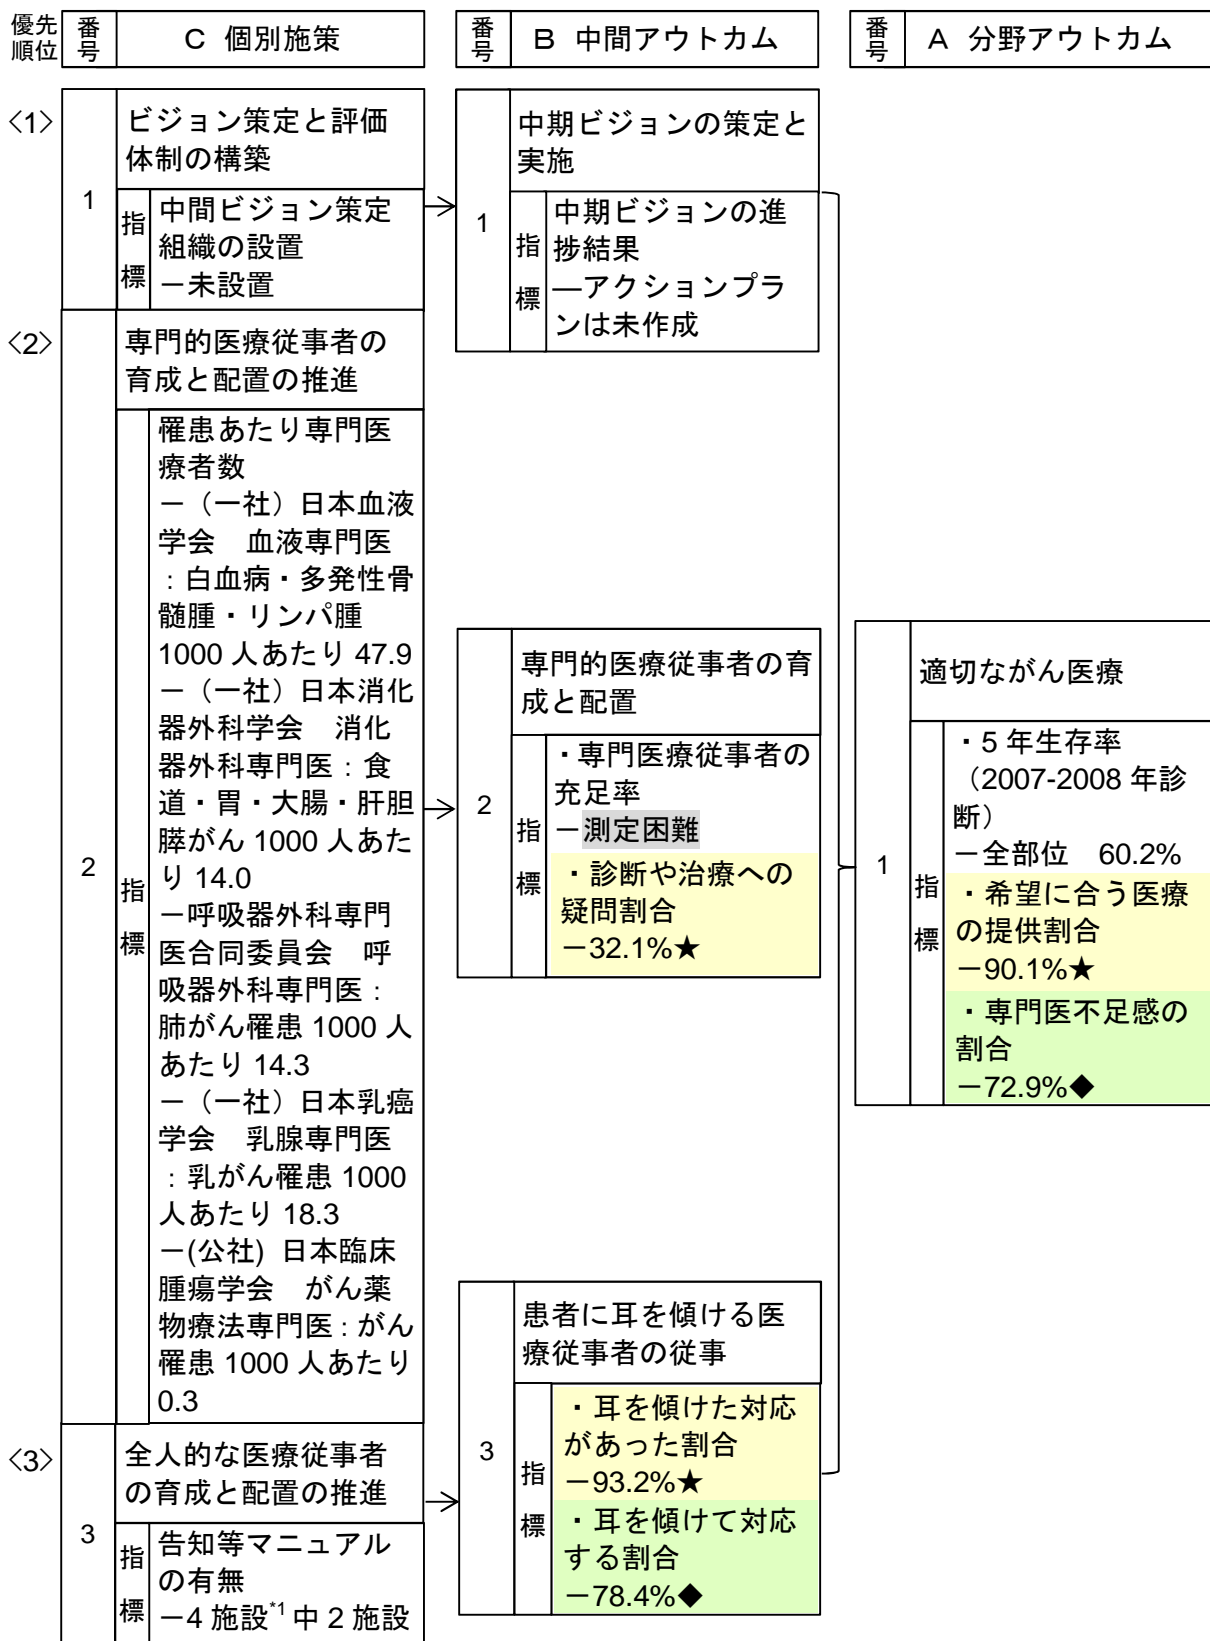 優先
順位
番
号
C 個別施策
番
号
B 中間アウトカム
番
号
A 分野アウトカム
〈1〉
1
ビジョン策定と評価
体制の構築
指
標
中間ビジョン策定
組織の設置
－未設置
1
中期ビジョンの策定と
実施
指
標
中期ビジョンの進
捗結果
―アクションプラ
ンは未作成
〈2〉
2
専門的医療従事者の
育成と配置の推進
指
標
罹患あたり専門医
療者数
－（一社）日本血液
学会　血液専門医
：白血病・多発性骨
髄腫・リンパ腫
1000 人あたり 47.9
－（一社）日本消化
器外科学会　消化
器外科専門医：食
道・胃・大腸・肝胆
膵がん 1000 人あた
り 14.0
－呼吸器外科専門
医合同委員会　呼
吸器外科専門医：
肺がん罹患 1000 人
あたり 14.3
－（一社）日本乳癌
学会　乳腺専門医
：乳がん罹患 1000
人あたり 18.3
－(公社) 日本臨床
腫瘍学会　がん薬
物療法専門医：がん
罹患 1000 人あたり
0.3
2
専門的医療従事者の育
成と配置
指
標
・専門医療従事者の
充足率
－測定困難
・診断や治療への
疑問割合
－32.1%★
1
適切ながん医療
指
標
・5 年生存率
（2007-2008 年診
断）
－全部位　60.2%
・希望に合う医療
の提供割合
－90.1%★
・専門医不足感の
割合
－72.9%◆
〈3〉
3
全人的な医療従事者
の育成と配置の推進
指
標
告知等マニュアル
の有無
－4 施設*1 中 2 施設
3
患者に耳を傾ける医
療従事者の従事
指
標
・耳を傾けた対応
があった割合
－93.2%★
・耳を傾けて対応
する割合
－78.4%◆